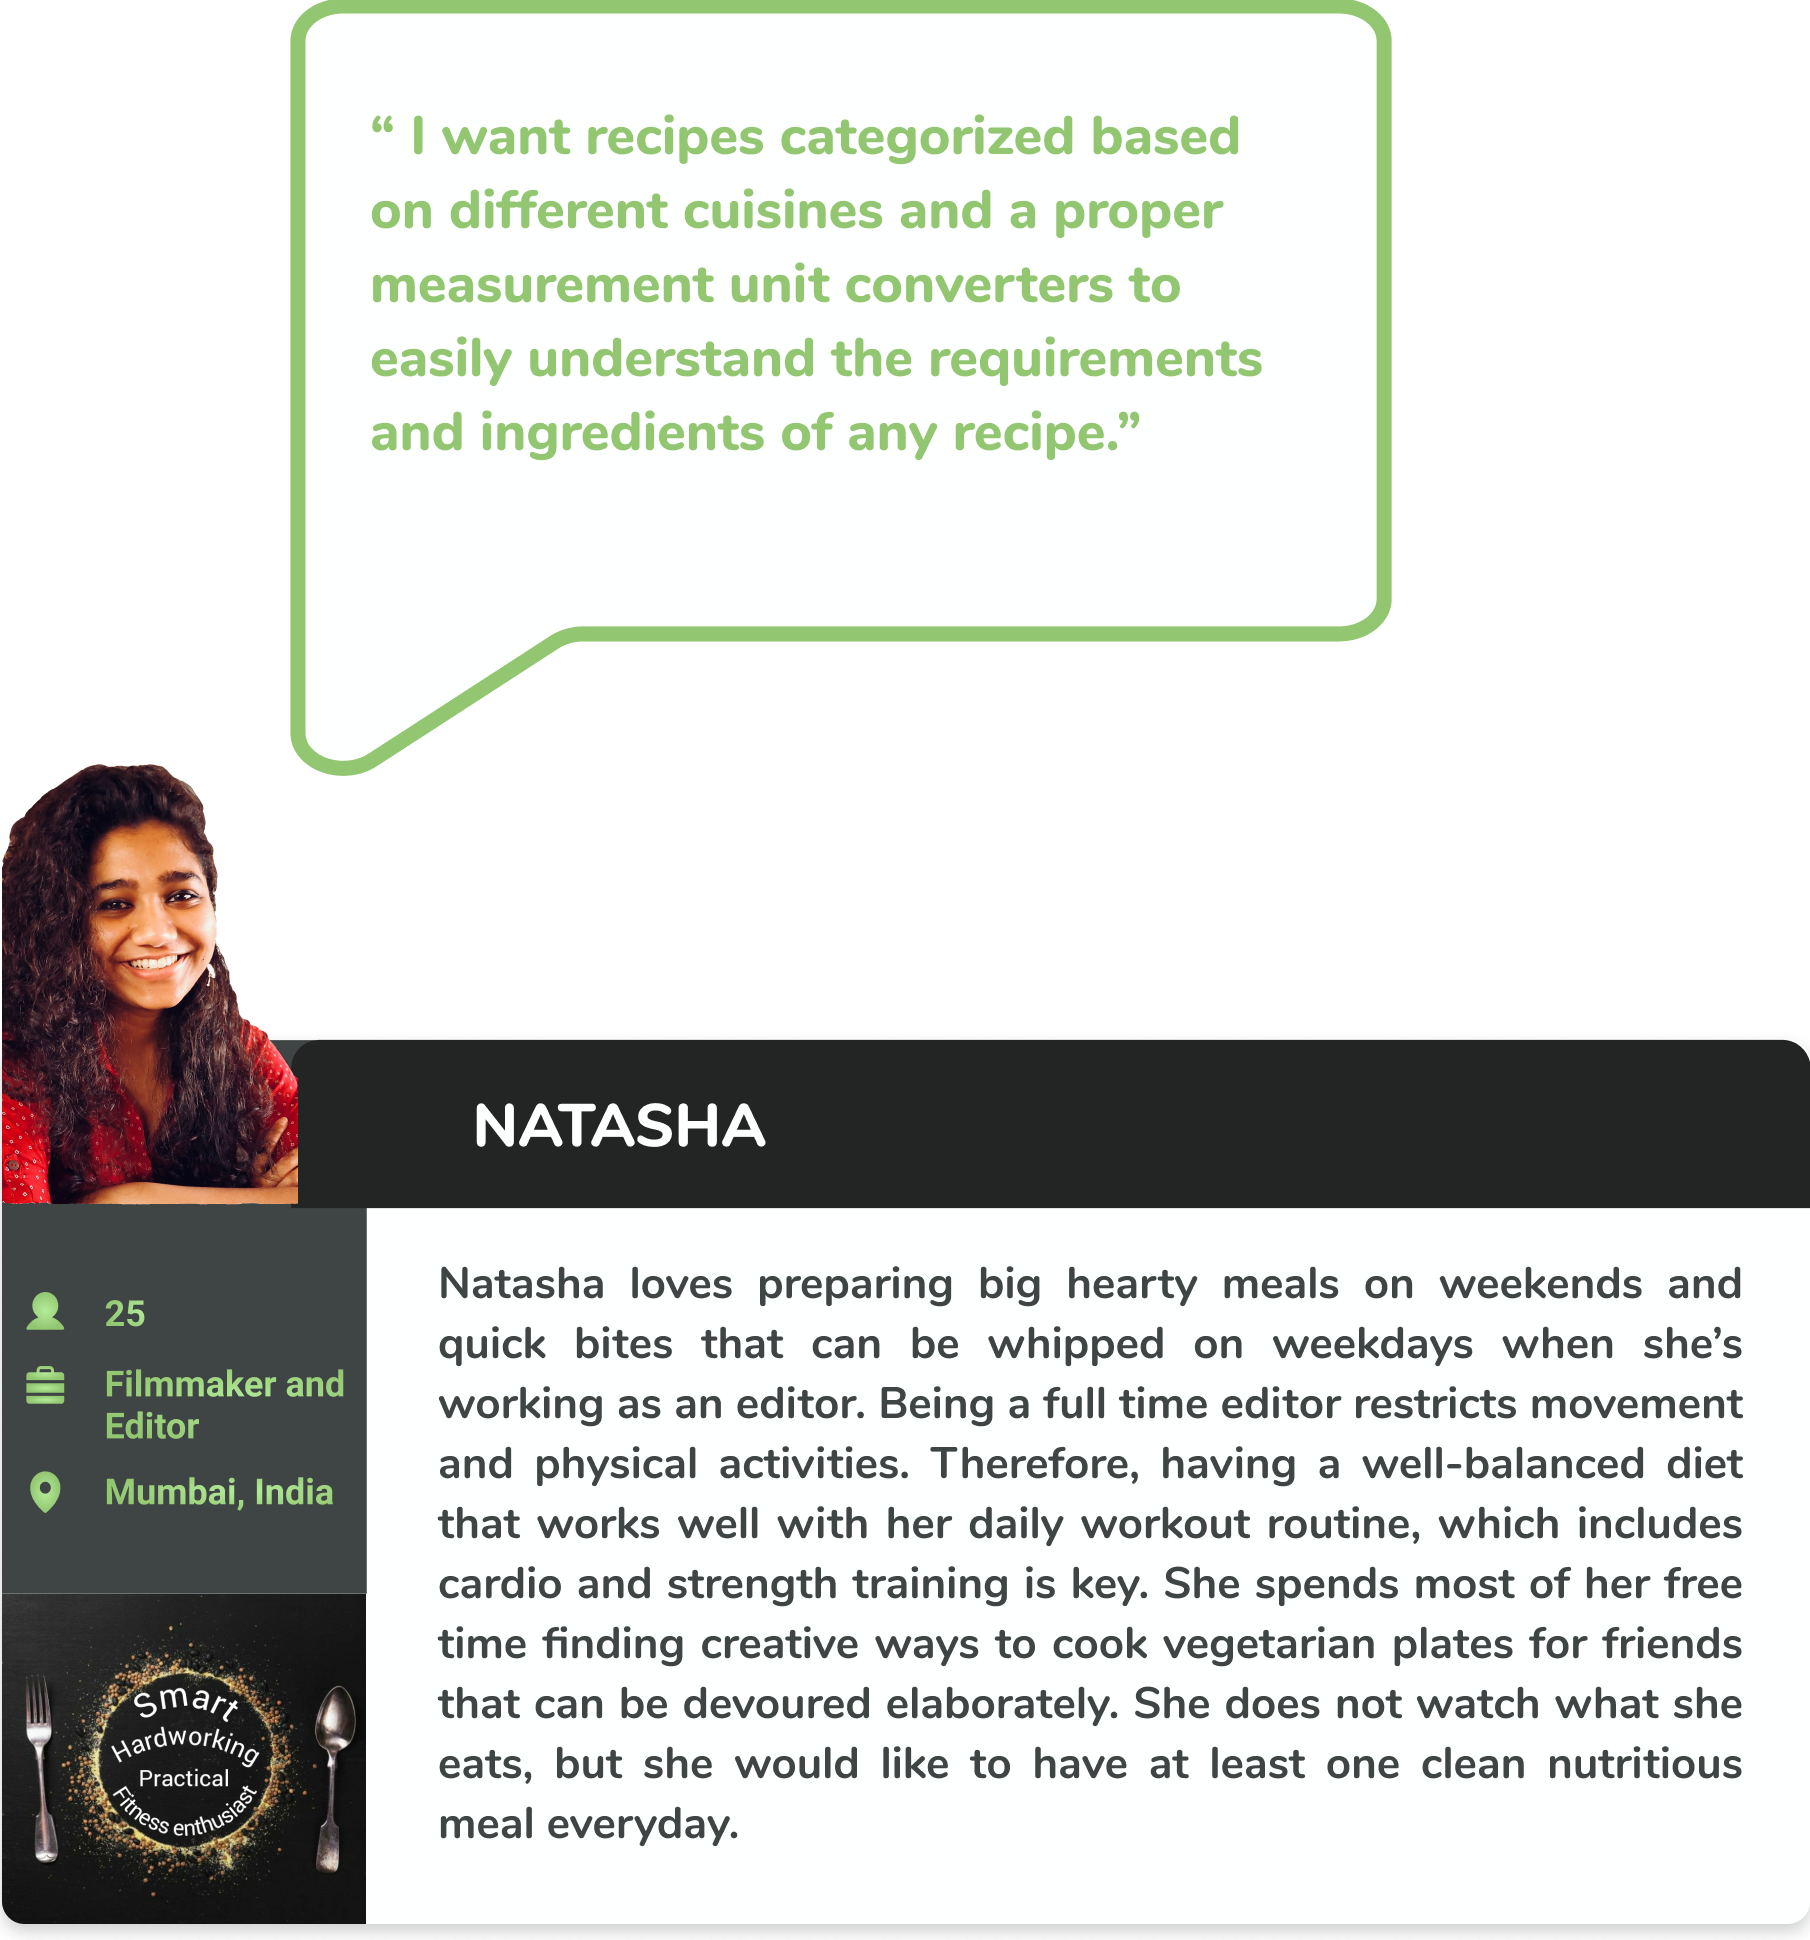 “ I want recipes categorized based
on different cuisines and a proper
measurement unit converters to
easily understand the requirements
and ingredients of any recipe.”
NATASHA
25
Filmmaker and
Editor
Mumbai, India
Smart
Hardworking
Practical
Fitness enthusiast
Natasha loves preparing big hearty meals on weekends and
quick bites that can be whipped on weekdays when she’s
working as an editor. Being a full time editor restricts movement
and physical activities. Therefore, having a well-balanced diet
that works well with her daily workout routine, which includes
cardio and strength training is key. She spends most of her free
time finding creative ways to cook vegetarian plates for friends
that can be devoured elaborately. She does not watch what she
eats, but she would like to have at least one clean nutritious
meal everyday.